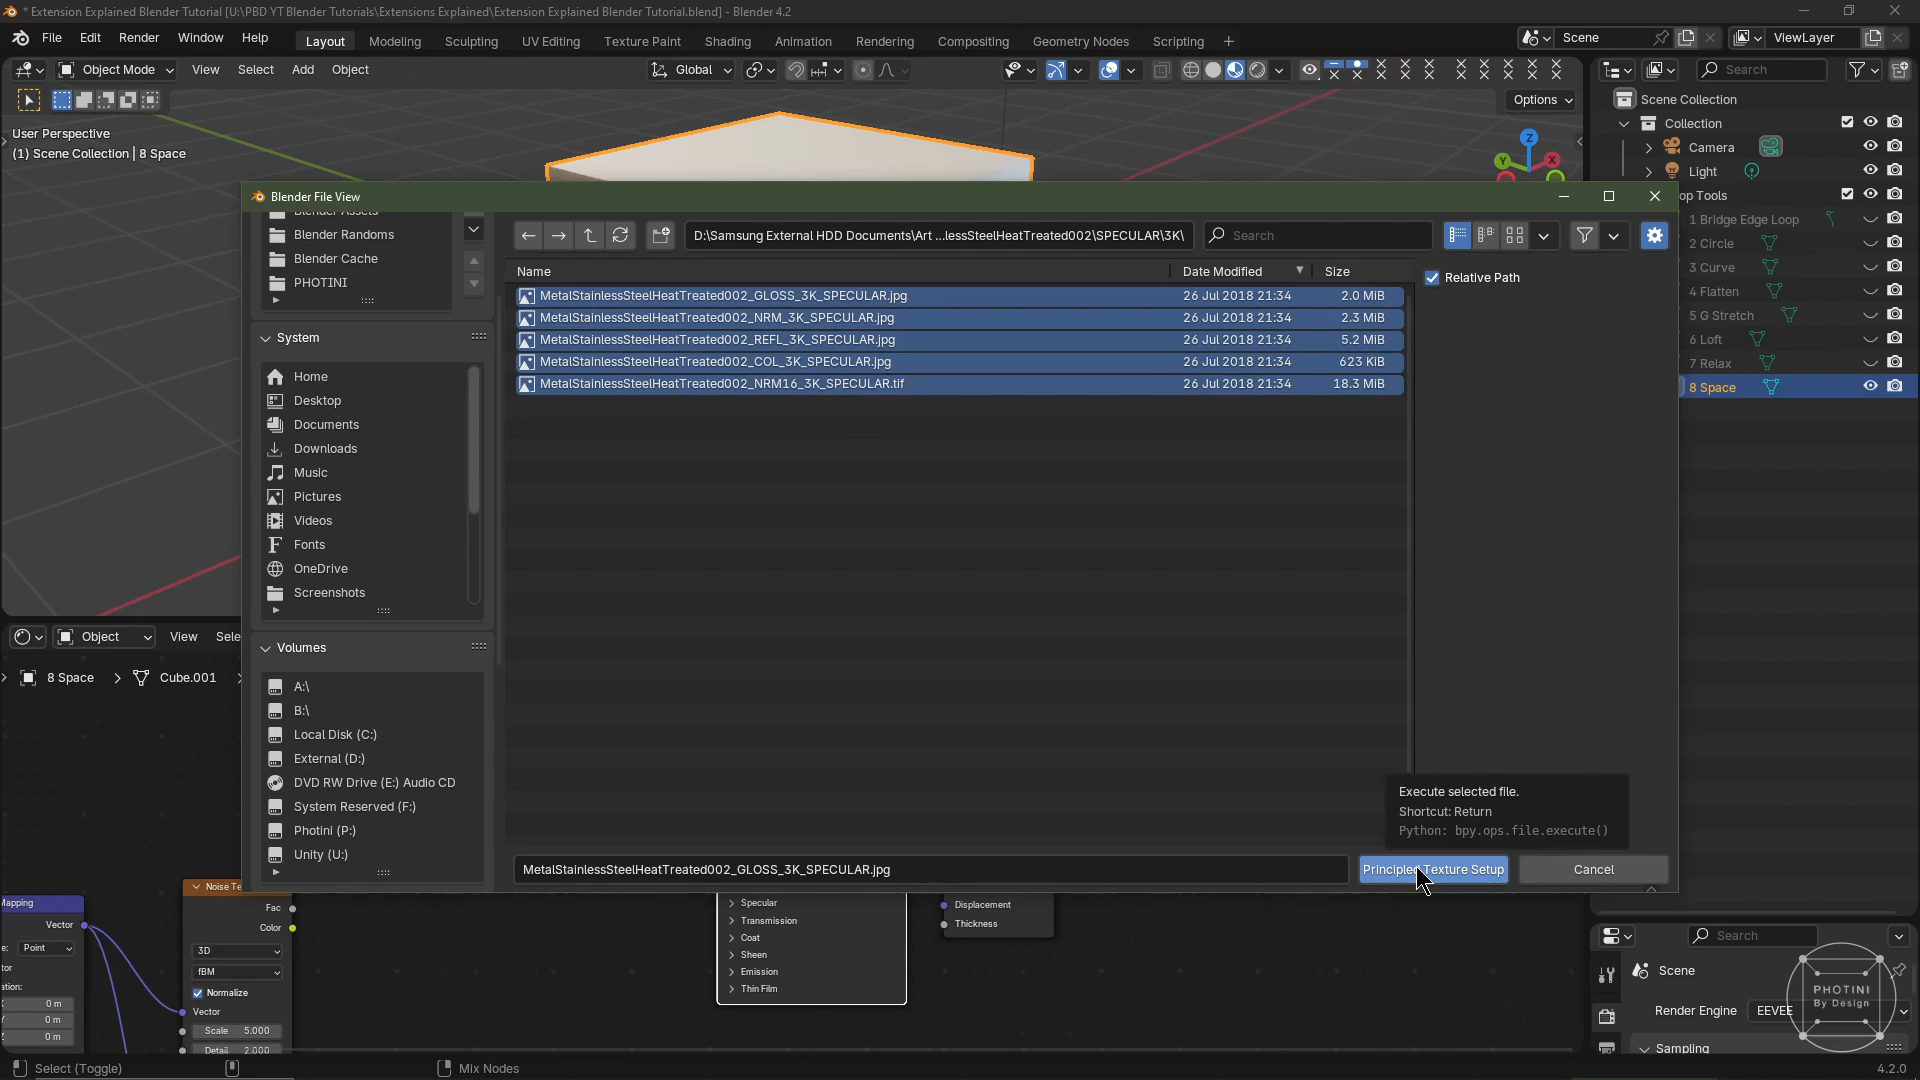 * Extension Explained Blender Tutorial [U:\PBD YT Blender Tutorials\Extensions Explained\Extension Explained Blender Tutorial.blend] - Blender 4.2
File Edit Render Window Help Layout Modeling Sculpting UV Editing Texture Paint Shading Animation Rendering Compositing Geometry Nodes Scripting + Scene ViewLayer
Object Mode View Select Add Object Global Search
Options
Scene Collection
User Perspective
(1) Scene Collection | 8 Space
Collection
Camera
Light
op Tools
1 Bridge Edge Loop
2 Circle
3 Curve
4 Flatten
5 G Stretch
6 Loft
7 Relax
8 Space
Z
Y
X
Blender File View
Blender Assets
Blender Randoms
Blender Cache
PHOTINI
D:\Samsung External HDD Documents\Art ...lessSteelHeatTreated002\SPECULAR\3K\
Search
Name Date Modified Size
Relative Path
MetalStainlessSteelHeatTreated002_GLOSS_3K_SPECULAR.jpg 26 Jul 2018 21:34 2.0 MiB
MetalStainlessSteelHeatTreated002_NRM_3K_SPECULAR.jpg 26 Jul 2018 21:34 2.3 MiB
MetalStainlessSteelHeatTreated002_REFL_3K_SPECULAR.jpg 26 Jul 2018 21:34 5.2 MiB
MetalStainlessSteelHeatTreated002_COL_3K_SPECULAR.jpg 26 Jul 2018 21:34 623 KiB
MetalStainlessSteelHeatTreated002_NRM16_3K_SPECULAR.tif 26 Jul 2018 21:34 18.3 MiB
System
Home
Desktop
Documents
Downloads
Music
Pictures
Videos
Fonts
OneDrive
Screenshots
Volumes
A:\
B:\
Local Disk (C:)
External (D:)
DVD RW Drive (E:) Audio CD
System Reserved (F:)
Photini (P:)
Unity (U:)
Execute selected file.
Shortcut: Return
Python: bpy.ops.file.execute()
MetalStainlessSteelHeatTreated002_GLOSS_3K_SPECULAR.jpg
Principled Texture Setup
Cancel
Object View Sele
8 Space > Cube.001
Mapping
Vector
e: Point
tor
ation:
X 0 m
Y 0 m
Z 0 m
Noise Te
Fac
Color
3D
fBM
Normalize
Vector
Scale 5.000
Detail 2.000
Specular
Transmission
Coat
Sheen
Emission
Thin Film
Displacement
Thickness
Search
Scene
Render Engine EEVEE
Sampling
PHOTINI
By Design
Select (Toggle)
Mix Nodes
4.2.0